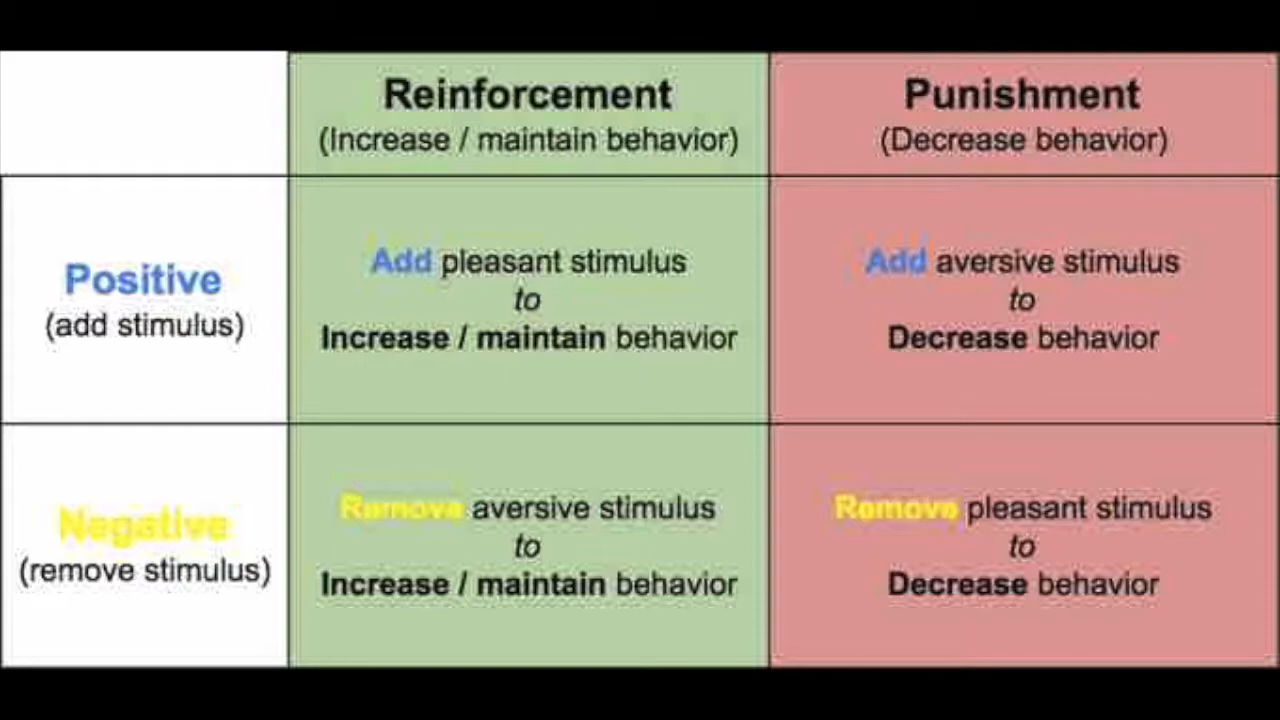 Reinforcement
(Increase / maintain behavior)
Punishment
(Decrease behavior)
Positive
(add stimulus)
Add pleasant stimulus
to
Increase / maintain behavior
Add aversive stimulus
to
Decrease behavior
Negative
(remove stimulus)
Remove aversive stimulus
to
Increase / maintain behavior
Remove pleasant stimulus
to
Decrease behavior